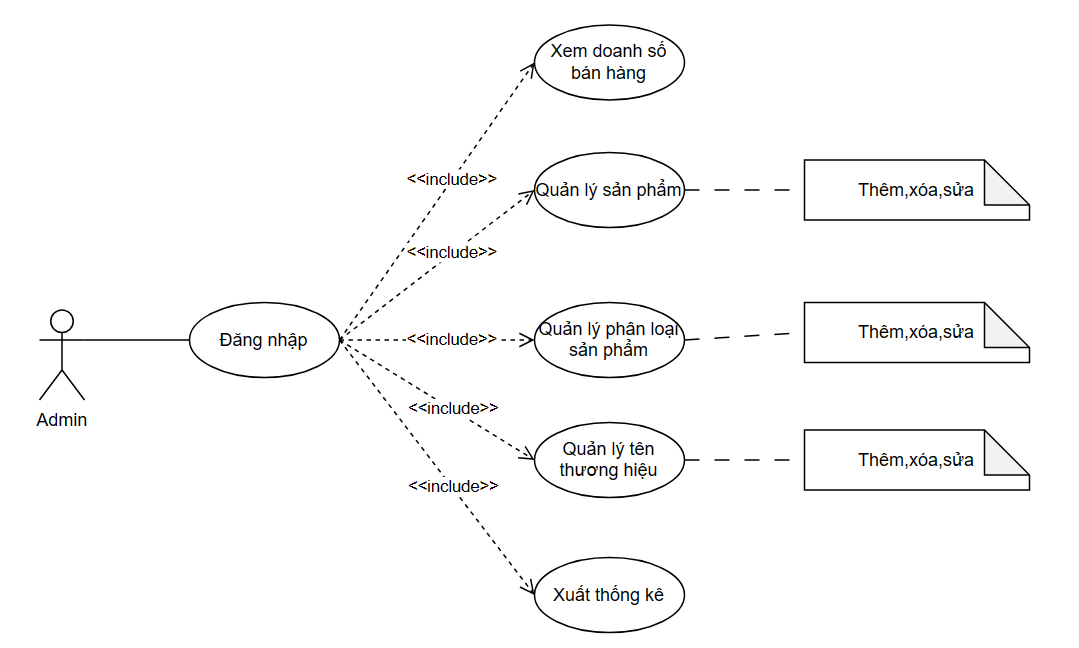 Xem doanh số
bán hàng
<<include>>
Quản lý sản phẩm
Thêm,xóa,sửa
<<include>>
Đăng nhập
<<include>>
Quản lý phân loại
sản phẩm
Thêm,xóa,sửa
Admin
<<include>>
Quản lý tên
thương hiệu
Thêm,xóa,sửa
<<include>>
Xuất thống kê